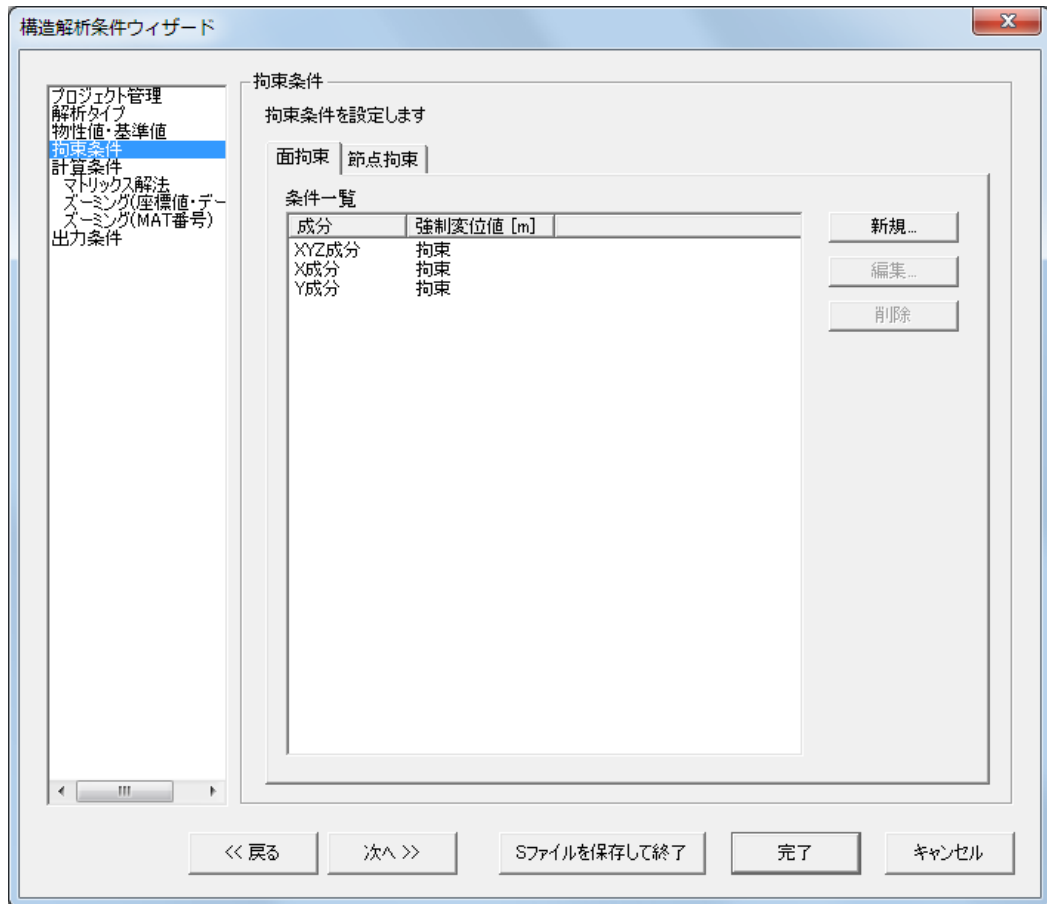 構造解析条件ウィザード
プロジェクト管理
解析タイプ
物性値・基準値
拘束条件
計算条件
マトリックス解法
ズーミング(座標値・デー
ズーミング(MAT番号)
出力条件
拘束条件
拘束条件を設定します
面拘束 節点拘束
条件一覧
成分 強制変位値 [m]
XYZ成分 拘束
X成分 拘束
Y成分 拘束
新規...
編集...
削除
<< 戻る 次へ >> Sファイルを保存して終了 完了 キャンセル